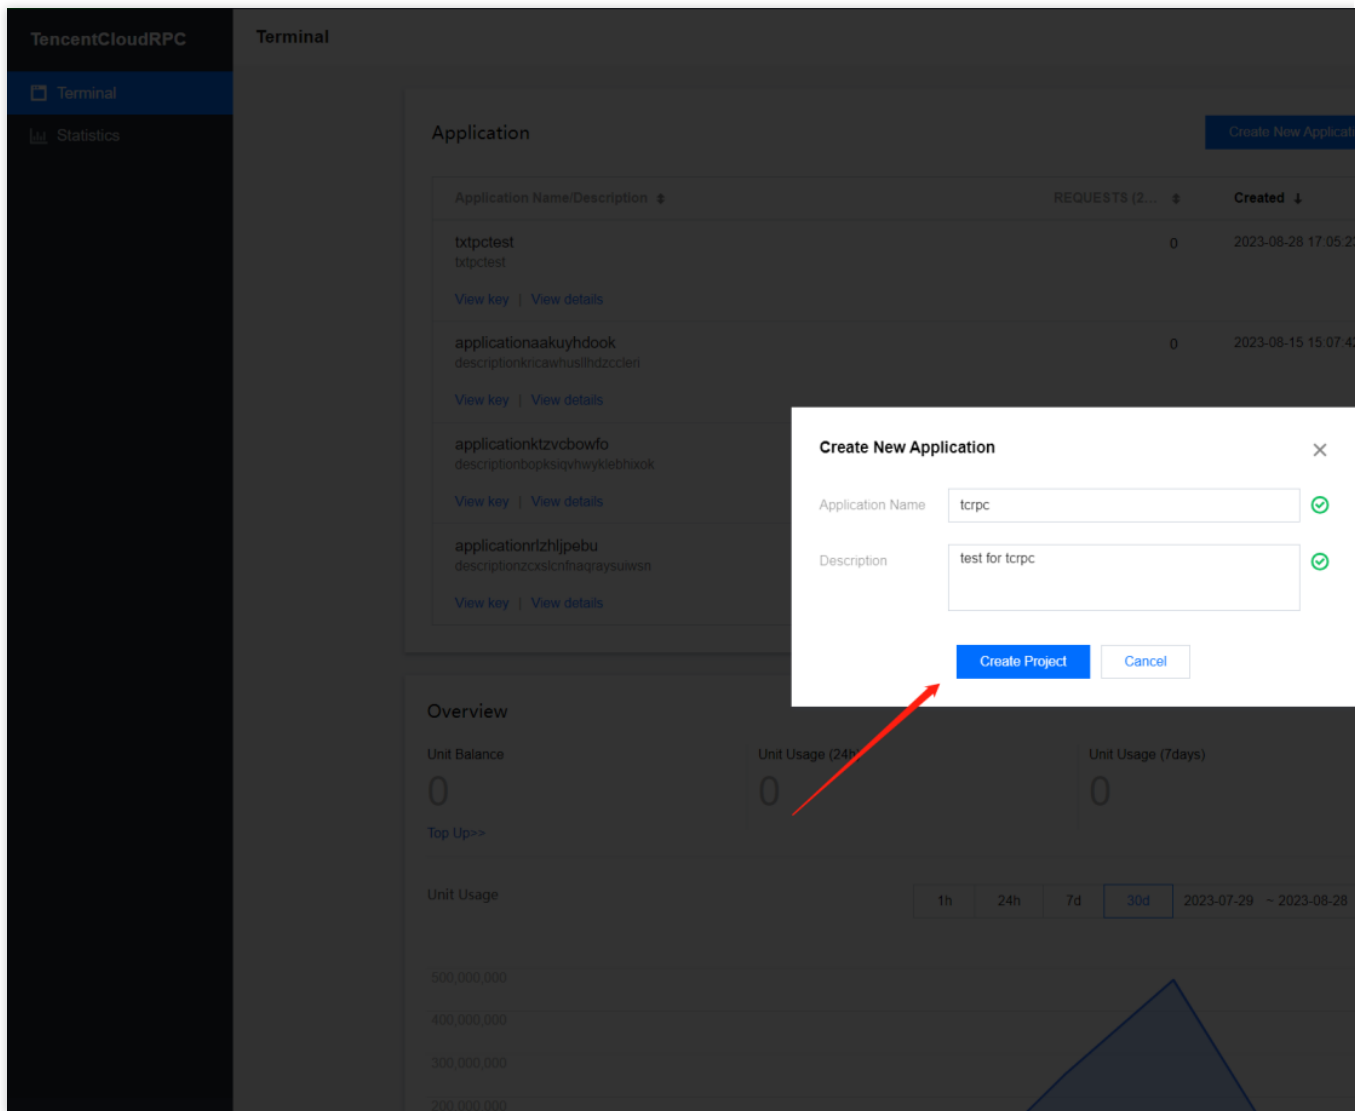 TencentCloudRPC
Terminal
Terminal
Statistics
Application
Create New Applicati
Application Name/Description
REQUESTS (2...
Created
txtpctest
0
2023-08-28 17:05:2
txtpctest
View key | View details
applicationaakuyhdook
0
2023-08-15 15:07:4
descriptionkricawhusllhdzccleri
View key | View details
applicationktzvcbowfo
descriptionbopksiqvhwyklebhixok
View key | View details
applicationrlzhljpebu
descriptionzcxslcnfnaqraysuiwsn
View key | View details
Create New Application
Application Name
tcrpc
Description
test for tcrpc
Create Project
Cancel
Overview
Unit Balance
Unit Usage (24h)
Unit Usage (7days)
0
0
0
Top Up>>
Unit Usage
1h
24h
7d
30d
2023-07-29 ~ 2023-08-28
500,000,000
400,000,000
300,000,000
200,000,000